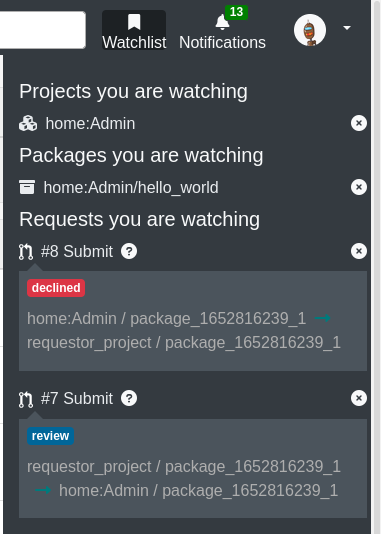 13
Watchlist Notifications
Projects you are watching
home:Admin
Packages you are watching
home:Admin/hello_world
Requests you are watching
#8 Submit ?
declined
home:Admin / package_1652816239_1 →
requestor_project / package_1652816239_1
#7 Submit ?
review
requestor_project / package_1652816239_1
→ home:Admin / package_1652816239_1